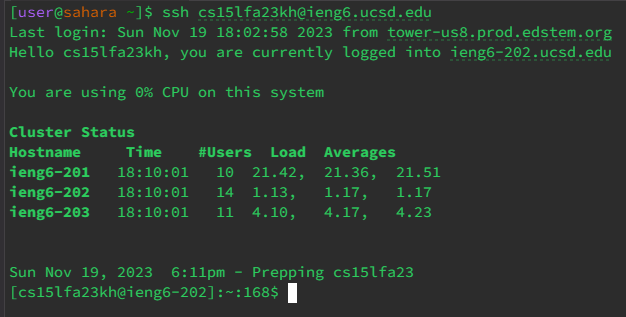 [user@sahara ~]$ ssh cs15lfa23kh@ieng6.ucsd.edu
Last login: Sun Nov 19 18:02:58 2023 from tower-us8.prod.edstem.org
Hello cs15lfa23kh, you are currently logged into ieng6-202.ucsd.edu
You are using 0% CPU on this system
Cluster Status
Hostname     Time    #Users  Load  Averages
ieng6-201   18:10:01   10  21.42,  21.36,  21.51
ieng6-202   18:10:01   14  1.13,   1.17,   1.17
ieng6-203   18:10:01   11  4.10,   4.17,   4.23
Sun Nov 19, 2023  6:11pm - Prepping cs15lfa23
[cs15lfa23kh@ieng6-202]:~:168$